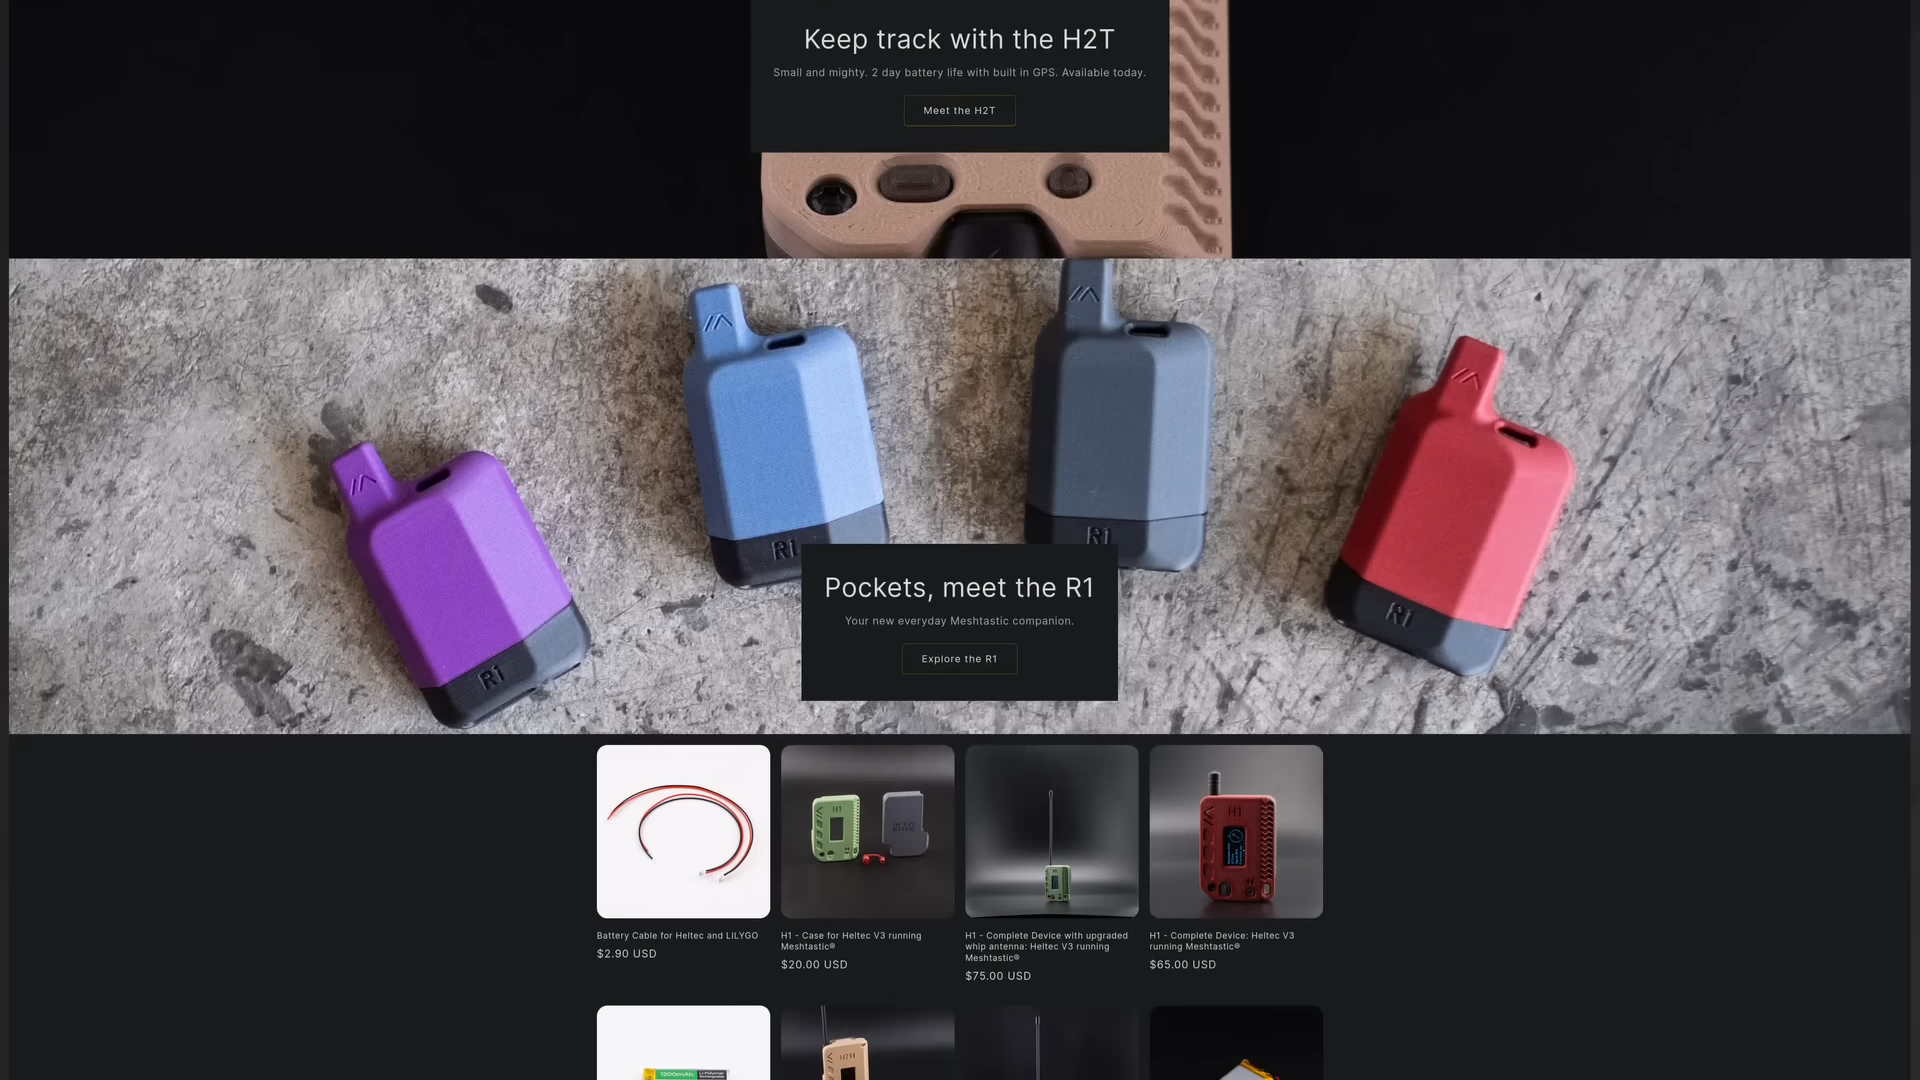 Keep track with the H2T
Small and mighty. 2 day battery life with built in GPS. Available today.
Meet the H2T
R1
R1
R1
R1
Pockets, meet the R1
Your new everyday Meshtastic companion.
Explore the R1
H1
H1
Battery Cable for Heltec and LILYGO
$2.90 USD
H1 - Case for Heltec V3 running
Meshtastic®
$20.00 USD
H1 - Complete Device with upgraded
whip antenna: Heltec V3 running
Meshtastic®
$75.00 USD
H1 - Complete Device: Heltec V3
running Meshtastic®
$65.00 USD
1200mAh
H2T